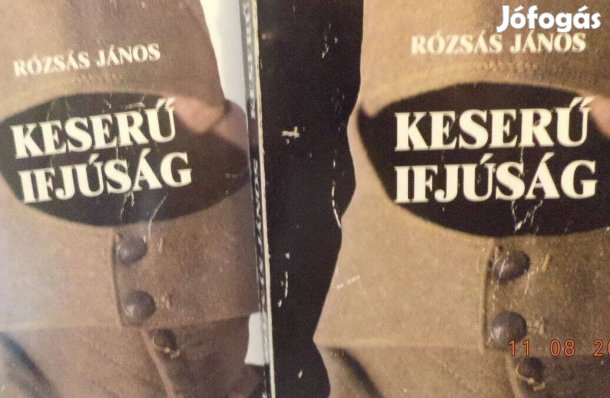 Jófogás
RÓZSÁS JÁNOS
KESERŰ
IFJÚSÁG
RÓZSÁS JÁNOS
KESERŰ
IFJÚSÁG
11 08 20